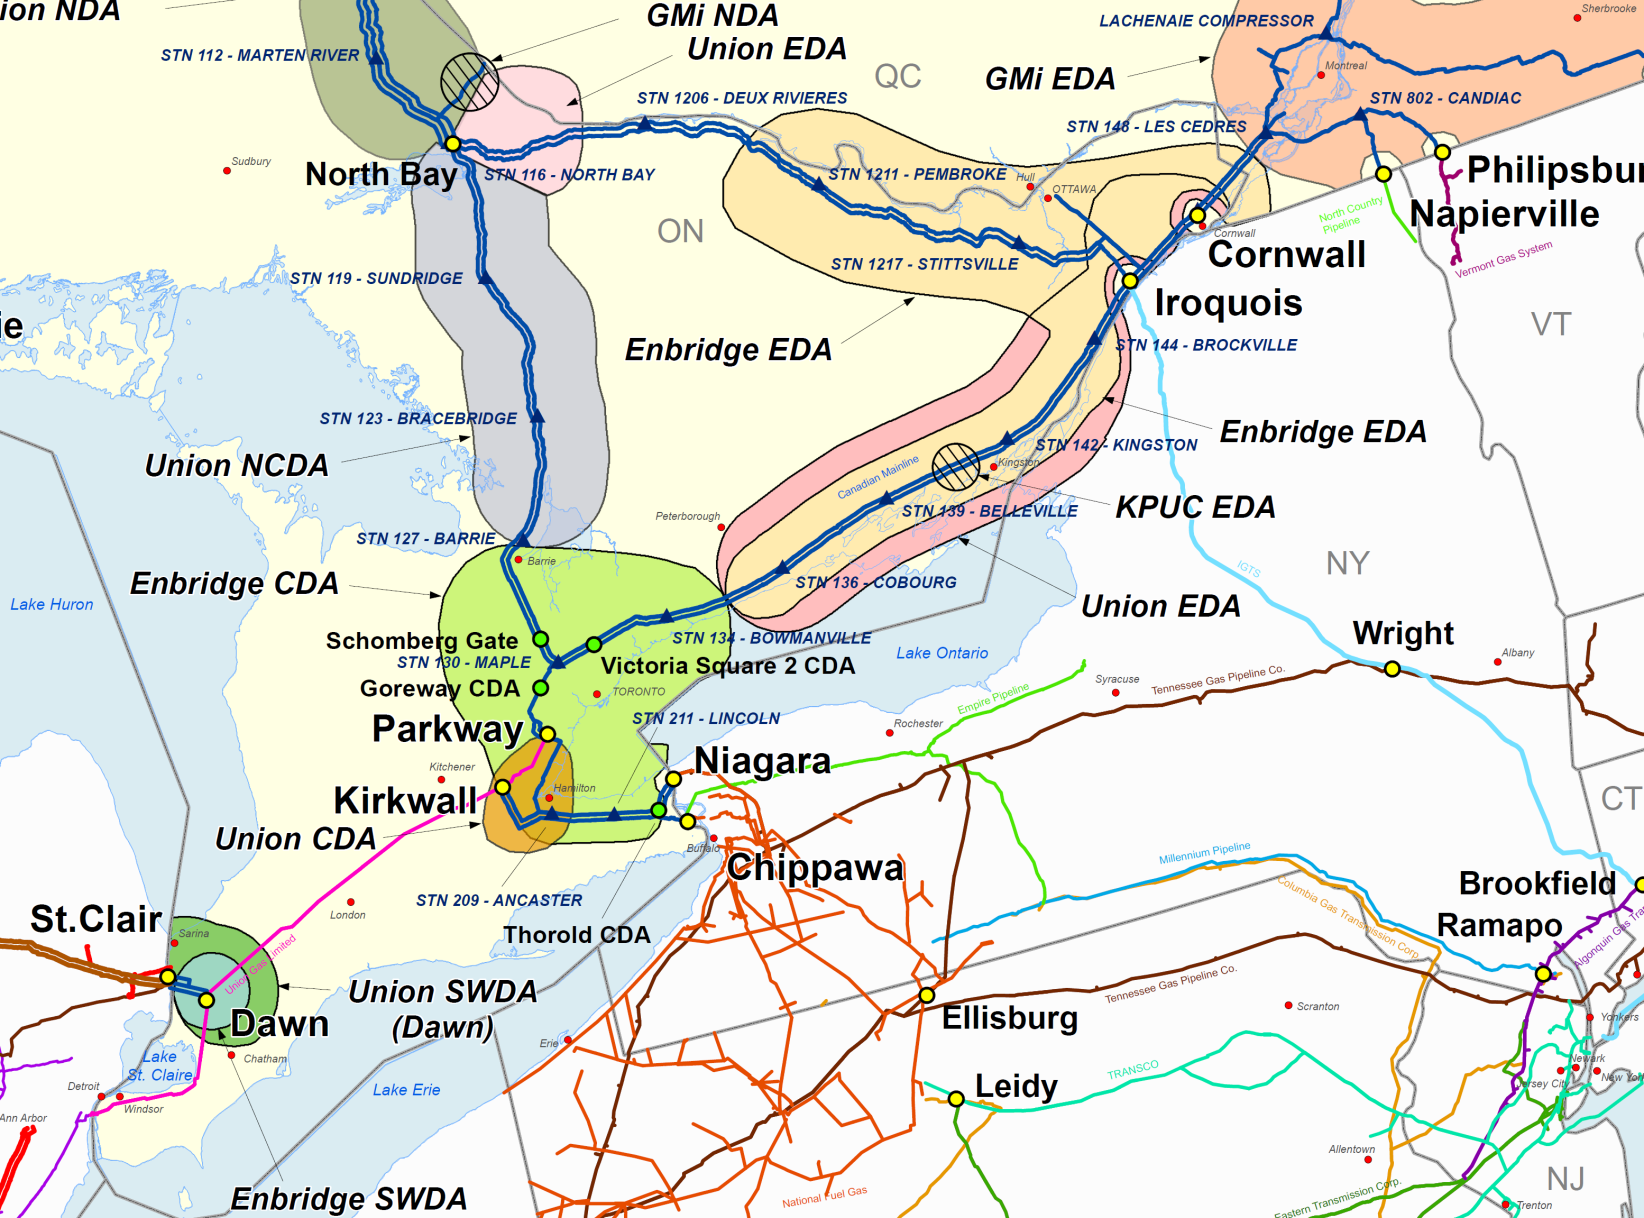 ion NDA
GMi NDA
Union EDA
STN 112 - MARTEN RIVER
LACHENAIE COMPRESSOR
Sherbrooke
QC
GMi EDA
Montreal
STN 1206 - DEUX RIVIERES
STN 802 - CANDIAC
STN 148 - LES CEDRES
Sudbury
North Bay
STN 116 - NORTH BAY
STN 1211 - PEMBROKE
Hull
OTTAWA
Philipsbur
Napierville
North Country
Pipeline
ON
Cornwall
Cornwall
Vermont Gas System
STN 1217 - STITTSVILLE
STN 119 - SUNDRIDGE
Iroquois
ie
VT
Enbridge EDA
STN 144 - BROCKVILLE
STN 123 - BRACEBRIDGE
Enbridge EDA
Union NCDA
STN 142 - KINGSTON
Kingston
Canadian Mainline
KPUC EDA
STN 139 - BELLEVILLE
Peterborough
STN 127 - BARRIE
Barrie
NY
IGTS
Enbridge CDA
STN 136 - COBOURG
Lake Huron
Union EDA
Schomberg Gate
STN 134 - BOWMANVILLE
Wright
STN 130 - MAPLE
Victoria Square 2 CDA
Lake Ontario
Albany
Goreway CDA
TORONTO
Syracuse
Tennessee Gas Pipeline Co.
Empire Pipeline
Parkway
STN 211 - LINCOLN
Rochester
Niagara
Kitchener
Kirkwall
Hamilton
CT
Union CDA
Buffalo
Chippawa
Millennium Pipeline
Columbia Gas Transmission Corp.
Brookfield
STN 209 - ANCASTER
St.Clair
London
Ramapo
Sarina
Thorold CDA
Union Gas Limited
Algonquin Gas Tra
Tennessee Gas Pipeline Co.
Union SWDA
(Dawn)
Dawn
Ellisburg
Scranton
Yonkers
Erie
Lake
St. Claire
Chatham
Newark
TRANSCO
Leidy
Jersey City
New Yor
Detroit
Lake Erie
Windsor
Ann Arbor
Allentown
NJ
Enbridge SWDA
National Fuel Gas
Eastern Transmission Corp.
Trenton